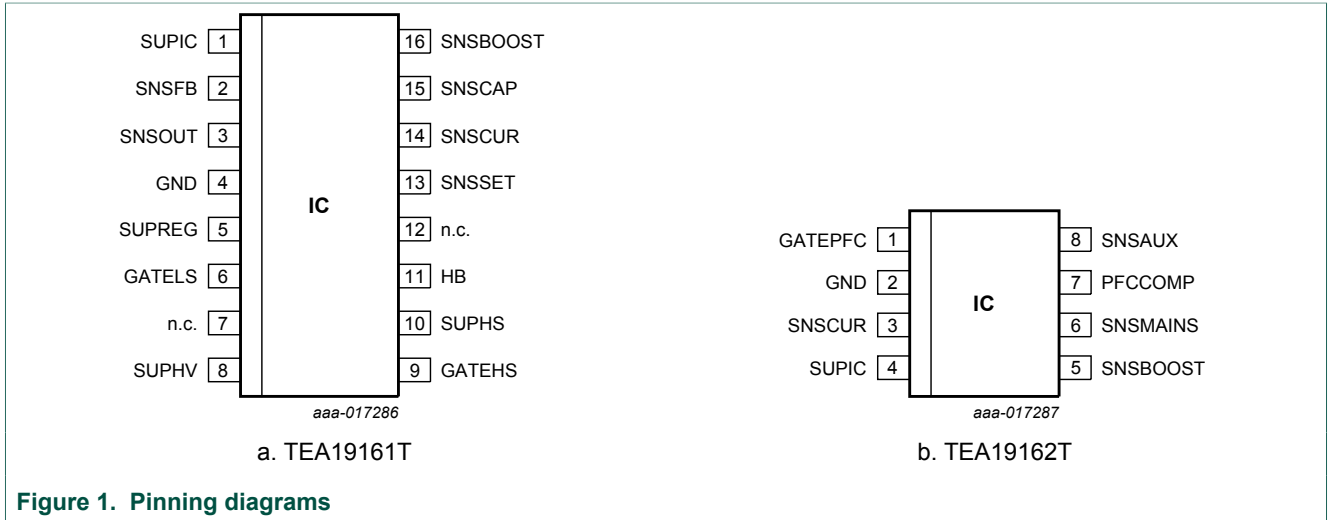 SUPIC 1
SNSFB 2
SNSOUT 3
GND 4
SUPREG 5
GATELS 6
n.c. 7
SUPHV 8
IC
16 SNSBOOST
15 SNSCAP
14 SNSCUR
13 SNSSET
12 n.c.
11 HB
10 SUPHS
9 GATEHS
aaa-017286
a. TEA19161T
GATEPFC 1
GND 2
SNSCUR 3
SUPIC 4
IC
8 SNSAUX
7 PFCCOMP
6 SNSMAINS
5 SNSBOOST
aaa-017287
b. TEA19162T
Figure 1. Pinning diagrams